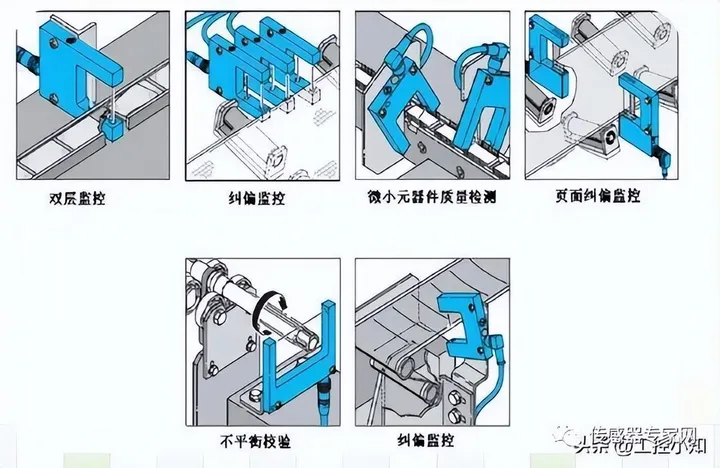 双层监控
纠偏监控
微小元器件质量检测
页面纠偏监控
不平衡校验
纠偏监控
传感器专家网
头条@工控小知